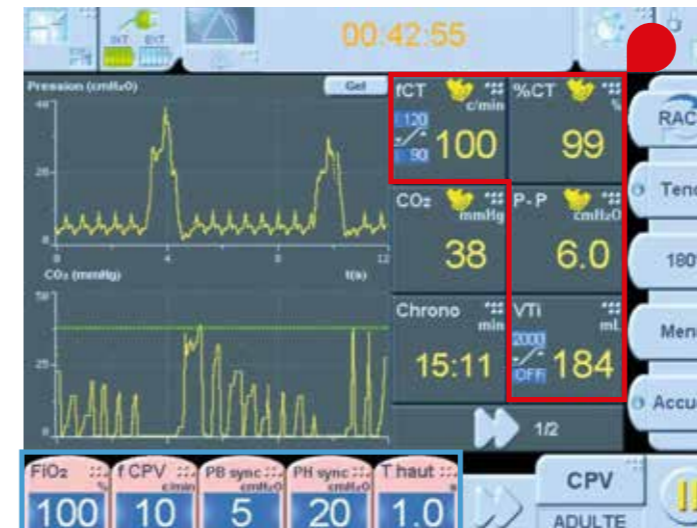 INT EXT
00:42:55
Pression (cmH₂O) Gel
40
20
0
0 4 8 12
t(s)
CO₂ (mmHg)
50
25
0
fCT c/min
120
90
100
%CT %
99
RAC
CO₂ mmHg
38
P-P cmH₂O
6.0
Tend
180
Chrono min
15:11
VTi mL
2000
OFF
184
Men
Accu
1/2
FiO₂ %
100
f CPV c/min
10
PB sync cmH₂O
5
PH sync cmH₂O
20
T haut s
1.0
CPV
ADULTE